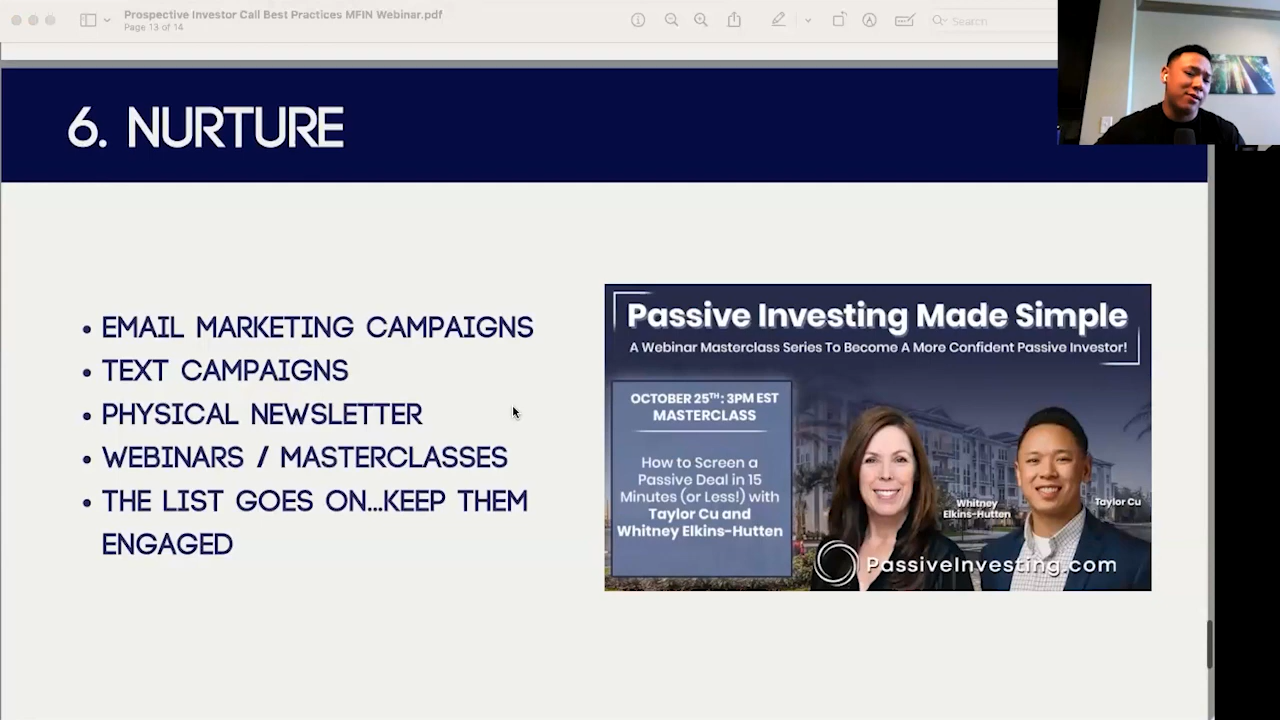 Prospective Investor Call Best Practices MFIN Webinar.pdf
Page 13 of 14
Search
6. NURTURE
• EMAIL MARKETING CAMPAIGNS
• TEXT CAMPAIGNS
• PHYSICAL NEWSLETTER
• WEBINARS / MASTERCLASSES
• THE LIST GOES ON...KEEP THEM
ENGAGED
Passive Investing Made Simple
A Webinar Masterclass Series To Become A More Confident Passive Investor!
OCTOBER 25TH: 3PM EST
MASTERCLASS
How to Screen a
Passive Deal in 15
Minutes (or Less!) with
Taylor Cu and
Whitney Elkins-Hutten
Whitney
Elkins-Hutten
Taylor Cu
PassiveInvesting.com